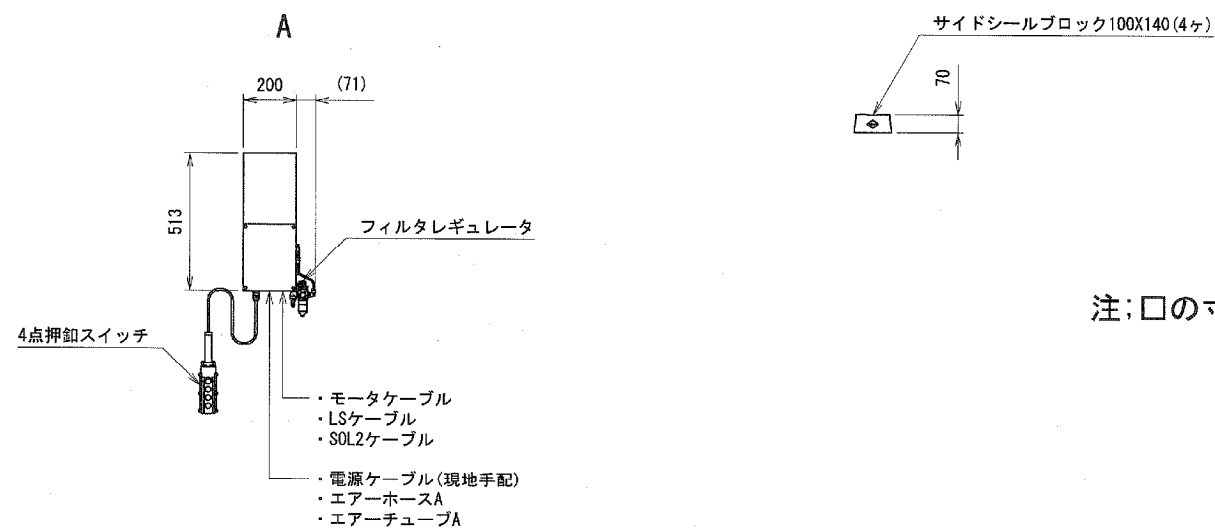 A
サイドシールブロック100X140(4ヶ)
200
(71)
70
513
フィルタレギュレータ
注;□の
4点押釦スイッチ
・モータケーブル
・LSケーブル
・SOL2ケーブル
・電源ケーブル(現地手配)
・エアーホースA
・エアーチューブA